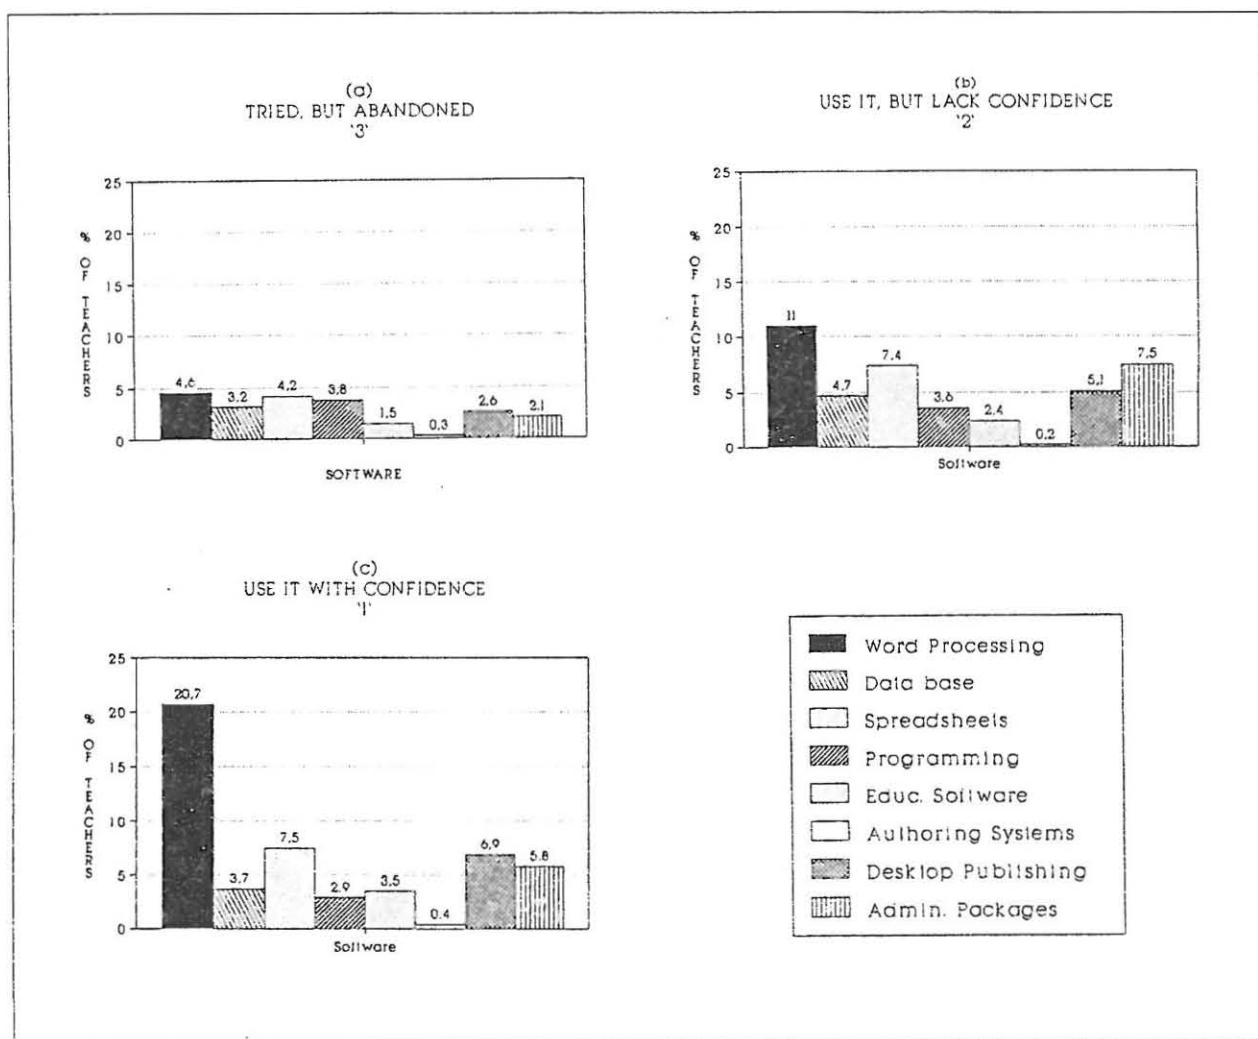 (a)
TRIED, BUT ABANDONED
'3'
25
20
15
10
5
0
% OF TEACHERS
4.6
3.2
4.2
3.8
1.5
0.3
2.6
2.1
SOFTWARE
(b)
USE IT, BUT LACK CONFIDENCE
'2'
25
20
15
10
5
0
% OF TEACHERS
11
4.7
7.4
3.6
2.4
0.2
5.1
7.5
Software
(c)
USE IT WITH CONFIDENCE
'1'
25
20
15
10
5
0
% OF TEACHERS
20.7
3.7
7.5
2.9
3.5
0.4
6.9
5.8
Software
Word Processing
Data base
Spreadsheets
Programming
Educ. Software
Authoring Systems
Desktop Publishing
Admin. Packages